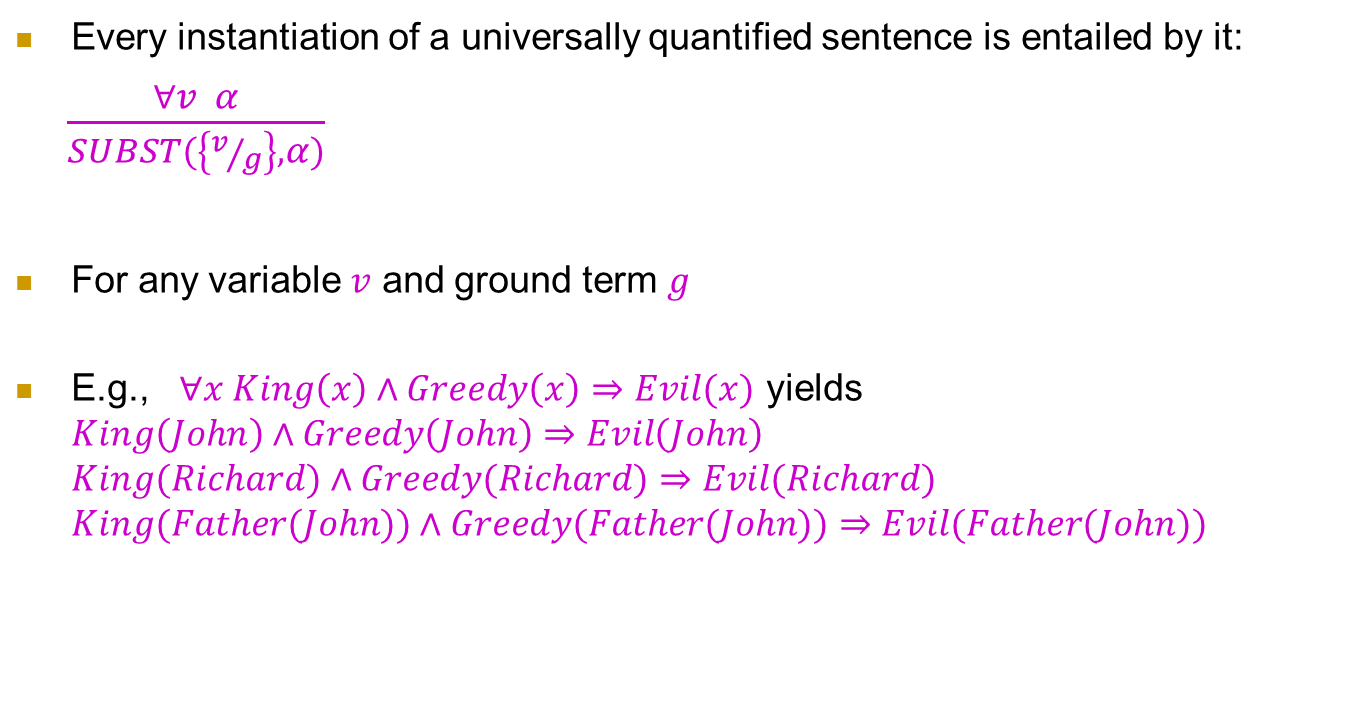 Every instantiation of a universally quantified sentence is entailed by it:
∀v α
SUBST({v/g},α)
For any variable v and ground term g
E.g., ∀x King(x) ∧ Greedy(x) ⇒ Evil(x) yields
King(John) ∧ Greedy(John) ⇒ Evil(John)
King(Richard) ∧ Greedy(Richard) ⇒ Evil(Richard)
King(Father(John)) ∧ Greedy(Father(John)) ⇒ Evil(Father(John))